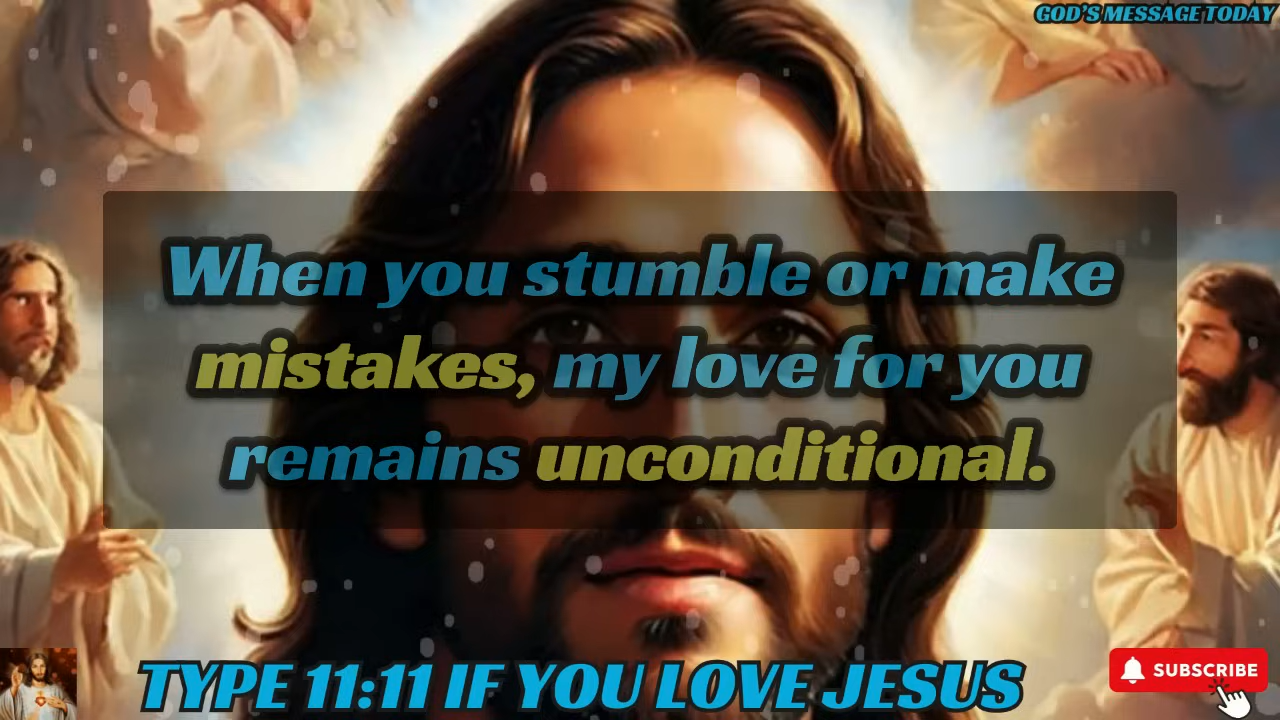 GOD'S MESSAGE TODAY
When you stumble or make
mistakes, my love for you
remains unconditional.
TYPE 11:11 IF YOU LOVE JESUS
SUBSCRIBE